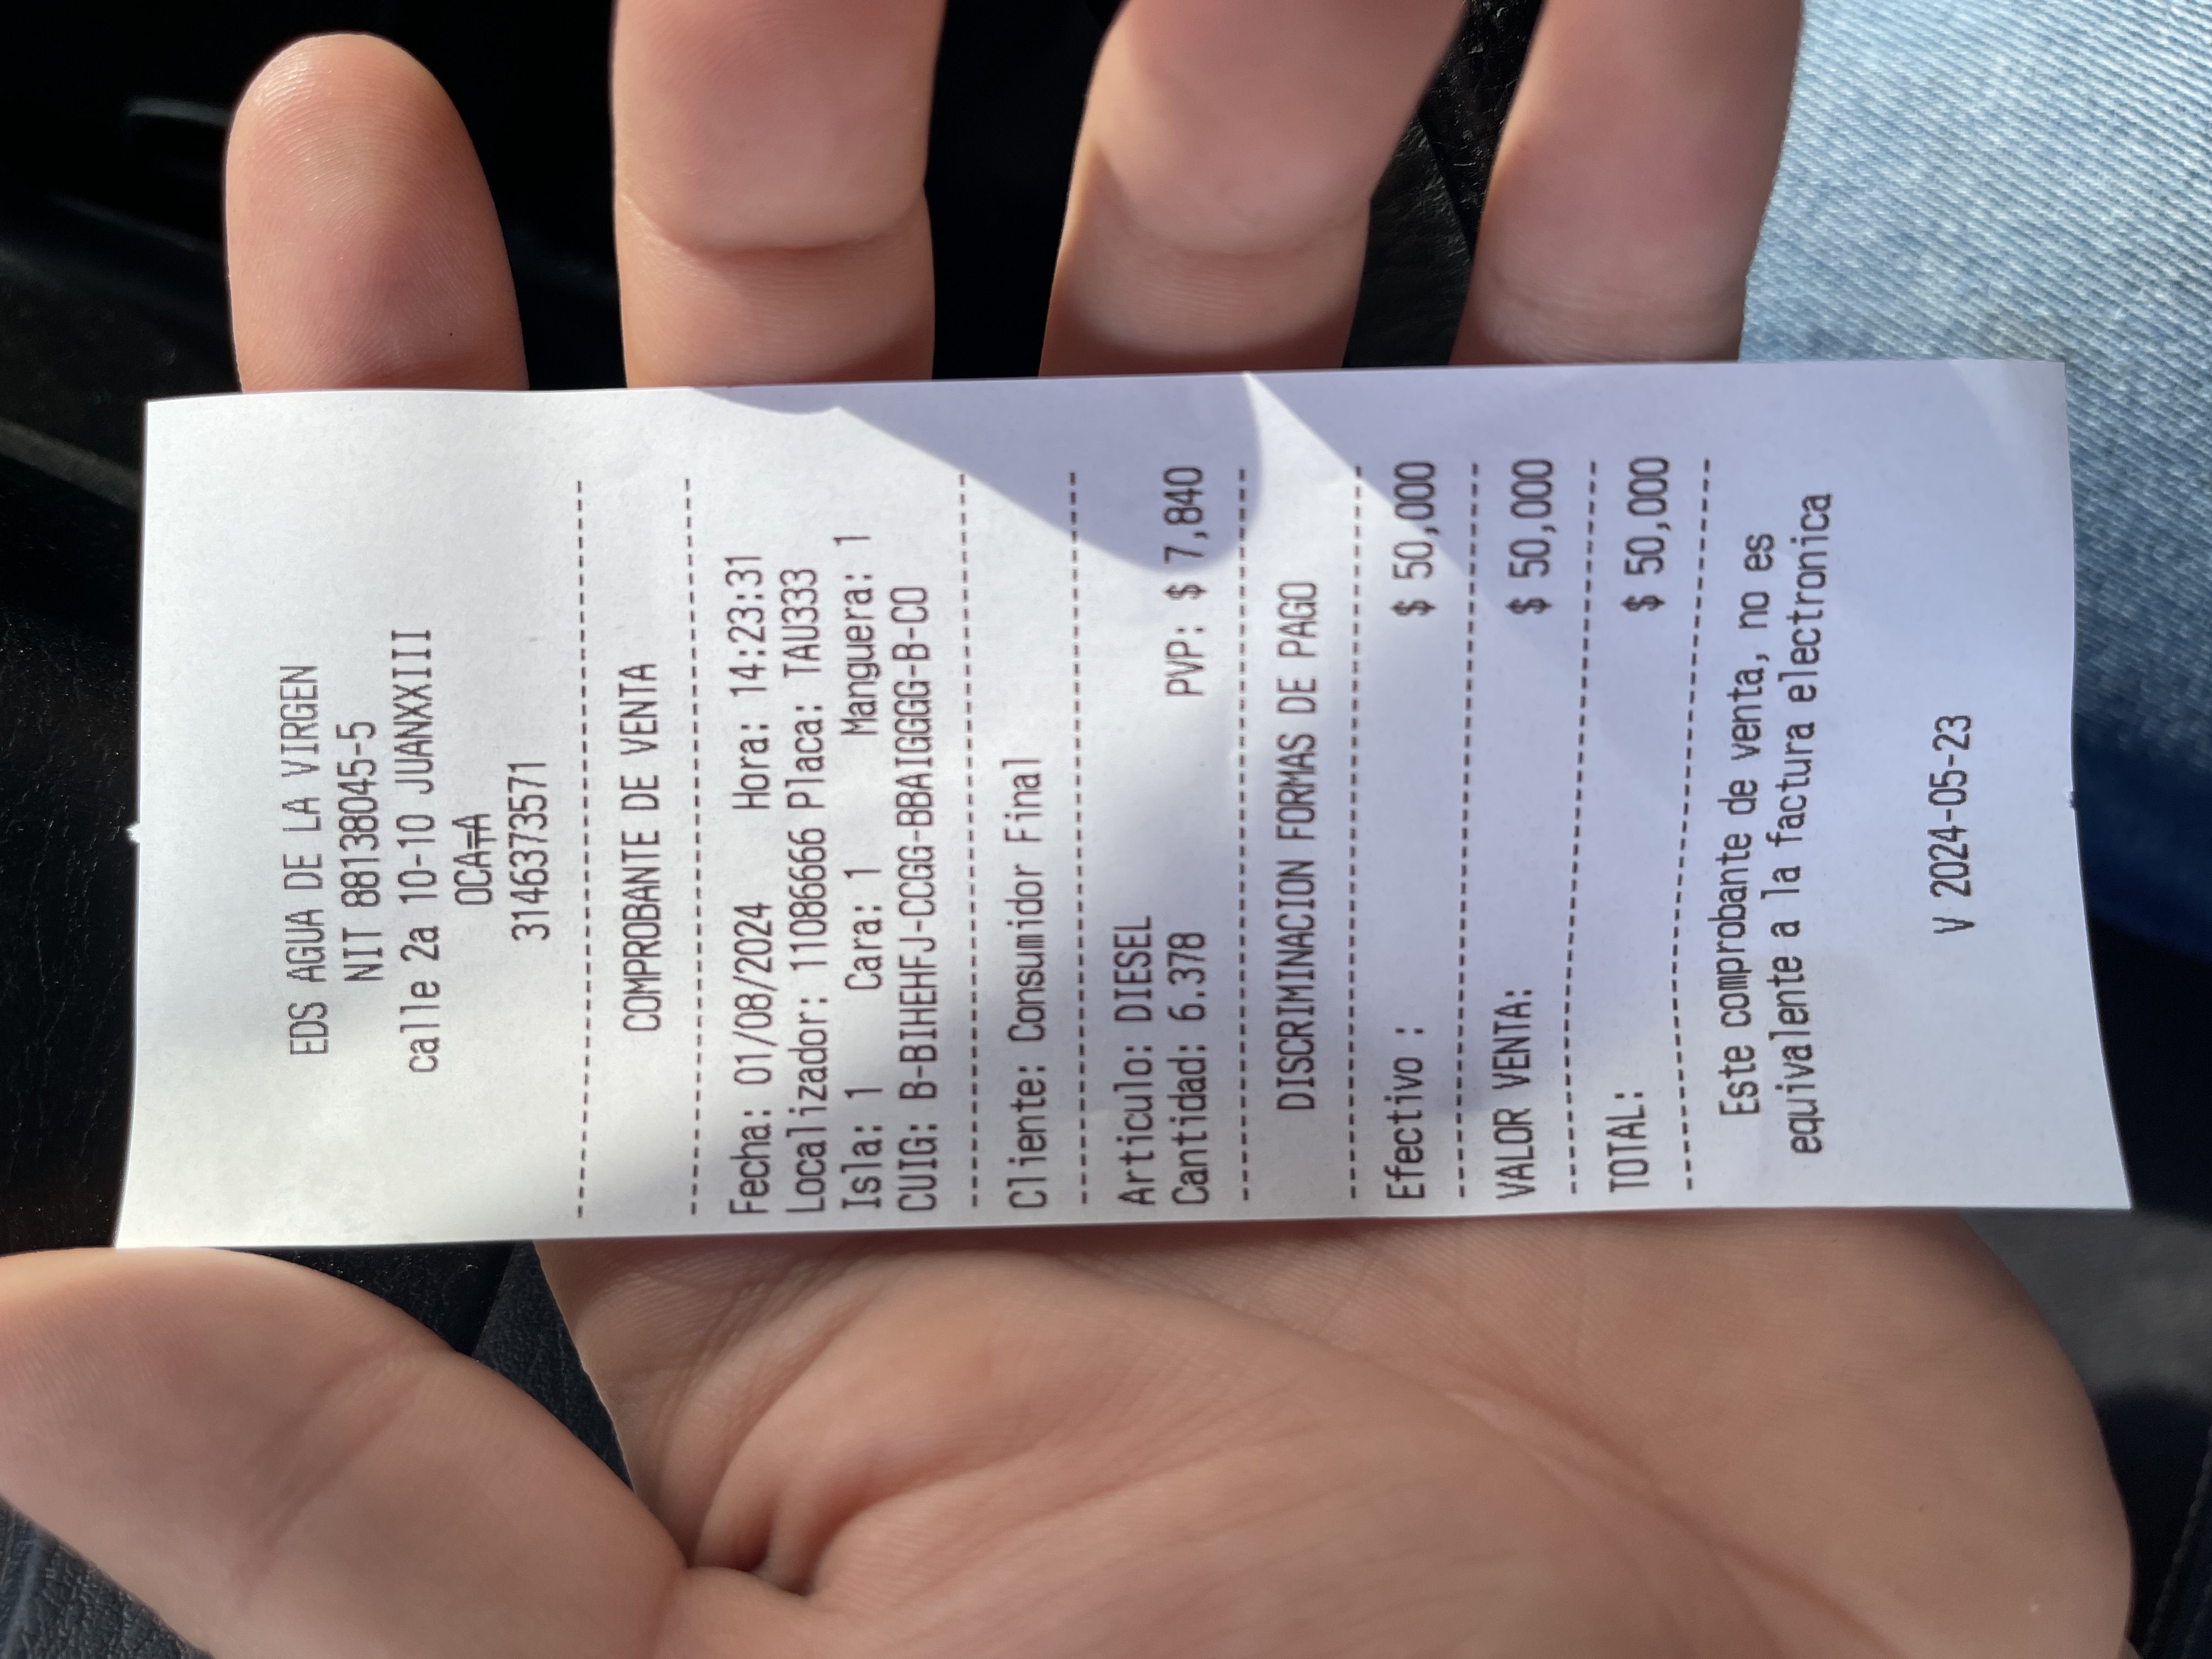 EDS AGUA DE LA VIRGEN
NIT 88138045-5
calle 2a 10-10 JUANXXIII
OCA╤A
3146373571
COMPROBANTE DE VENTA
Fecha: 01/08/2024 Hora: 14:23:31
Localizador: 11086666 Placa: TAU333
Isla: 1 Cara: 1 Manguera: 1
CUIG: B-BIHEHFJ-CCGG-BBAIGGGG-B-CO
Cliente: Consumidor Final
Articulo: DIESEL
Cantidad: 6.378 PVP: $ 7,840
DISCRIMINACION FORMAS DE PAGO
Efectivo : $ 50,000
VALOR VENTA: $ 50,000
TOTAL: $ 50,000
Este comprobante de venta, no es
equivalente a la factura electronica
V 2024-05-23